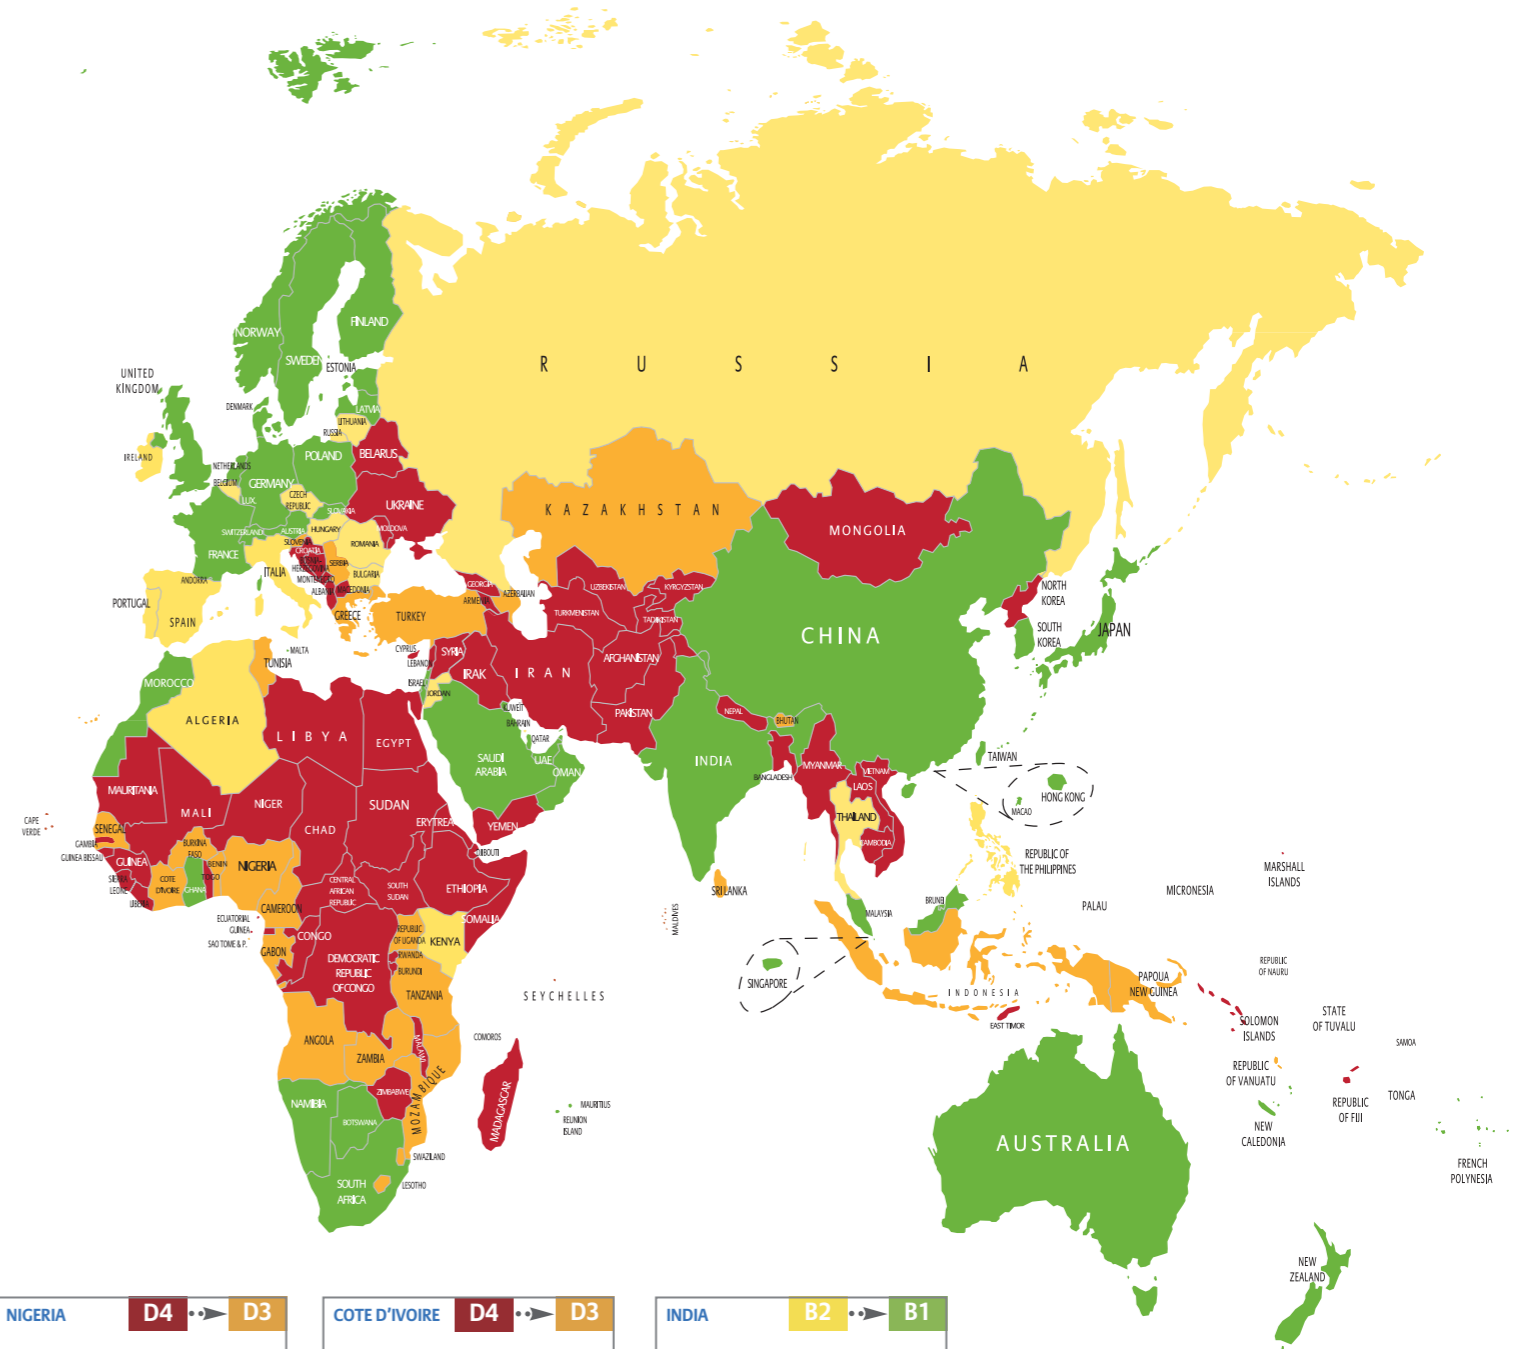 R U S S I A
NORWAY
FINLAND
SWEDEN
ESTONIA
UNITED
KINGDOM
DENMARK
LATVIA
LITHUANIA
RUSSIA
IRELAND
NETHERLANDS
BELGIUM
POLAND
BELARUS
GERMANY
LUX.
CZECH
REPUBLIC
UKRAINE
SLOVAKIA
KAZAKHSTAN
MONGOLIA
SWITZERLAND
AUSTRIA
HUNGARY
MOLDOVA
FRANCE
SLOVENIA
CROATIA
ROMANIA
HERZEGOVINA
SERBIA
ITALIA
MONTENEGRO
BULGARIA
ANDORRA
ALBANIA
MACEDONIA
PORTUGAL
SPAIN
GREECE
TURKEY
GEORGIA
ARMENIA
AZERBAIJAN
UZBEKISTAN
KYRGYZSTAN
TURKMENISTAN
TADJIKISTAN
NORTH
KOREA
SOUTH
KOREA
JAPAN
CHINA
MALTA
TUNISIA
CYPRUS
LEBANON
SYRIA
IRAK
IRAN
AFGHANISTAN
ISRAEL
JORDAN
MOROCCO
ALGERIA
LIBYA
EGYPT
KUWEIT
BAHRAIN
QATAR
PAKISTAN
NEPAL
BHUTAN
SAUDI
ARABIA
UAE
OMAN
INDIA
BANGLADESH
MYANMAR
VIETNAM
LAOS
TAIWAN
HONG KONG
MACAO
THAILAND
CAMBODIA
MAURITANIA
MALI
NIGER
CHAD
SUDAN
ERYTREA
YEMEN
DJIBOUTI
CAPE
VERDE
SENEGAL
GAMBIA
GUINEA BISSAU
GUINEA
SIERRA
LEONE
LIBERIA
BURKINA
FASO
COTE
D'IVOIRE
GHANA
TOGO
BENIN
NIGERIA
CAMEROON
CENTRAL
AFRICAN
REPUBLIC
SOUTH
SUDAN
ETHIOPIA
SOMALIA
SRI LANKA
MALDIVES
REPUBLIC OF
THE PHILIPPINES
BRUNEI
MALAYSIA
SINGAPORE
MICRONESIA
PALAU
MARSHALL
ISLANDS
EQUATORIAL
GUINEA
SAO TOME & P.
GABON
CONGO
DEMOCRATIC
REPUBLIC
OF CONGO
REPUBLIC
OF UGANDA
KENYA
RWANDA
BURUNDI
TANZANIA
SEYCHELLES
INDONESIA
EAST TIMOR
PAPOUA
NEW GUINEA
REPUBLIC
OF NAURU
SOLOMON
ISLANDS
STATE
OF TUVALU
SAMOA
ANGOLA
ZAMBIA
MALAWI
COMOROS
MOZAMBIQUE
ZIMBABWE
MADAGASCAR
NAMIBIA
BOTSWANA
MAURITIUS
REUNION
ISLAND
SWAZILAND
LESOTHO
SOUTH
AFRICA
AUSTRALIA
REPUBLIC
OF VANUATU
NEW
CALEDONIA
REPUBLIC
OF FIJI
TONGA
FRENCH
POLYNESIA
NEW
ZEALAND
NIGERIA D4 D3
COTE D'IVOIRE D4 D3
INDIA B2 B1